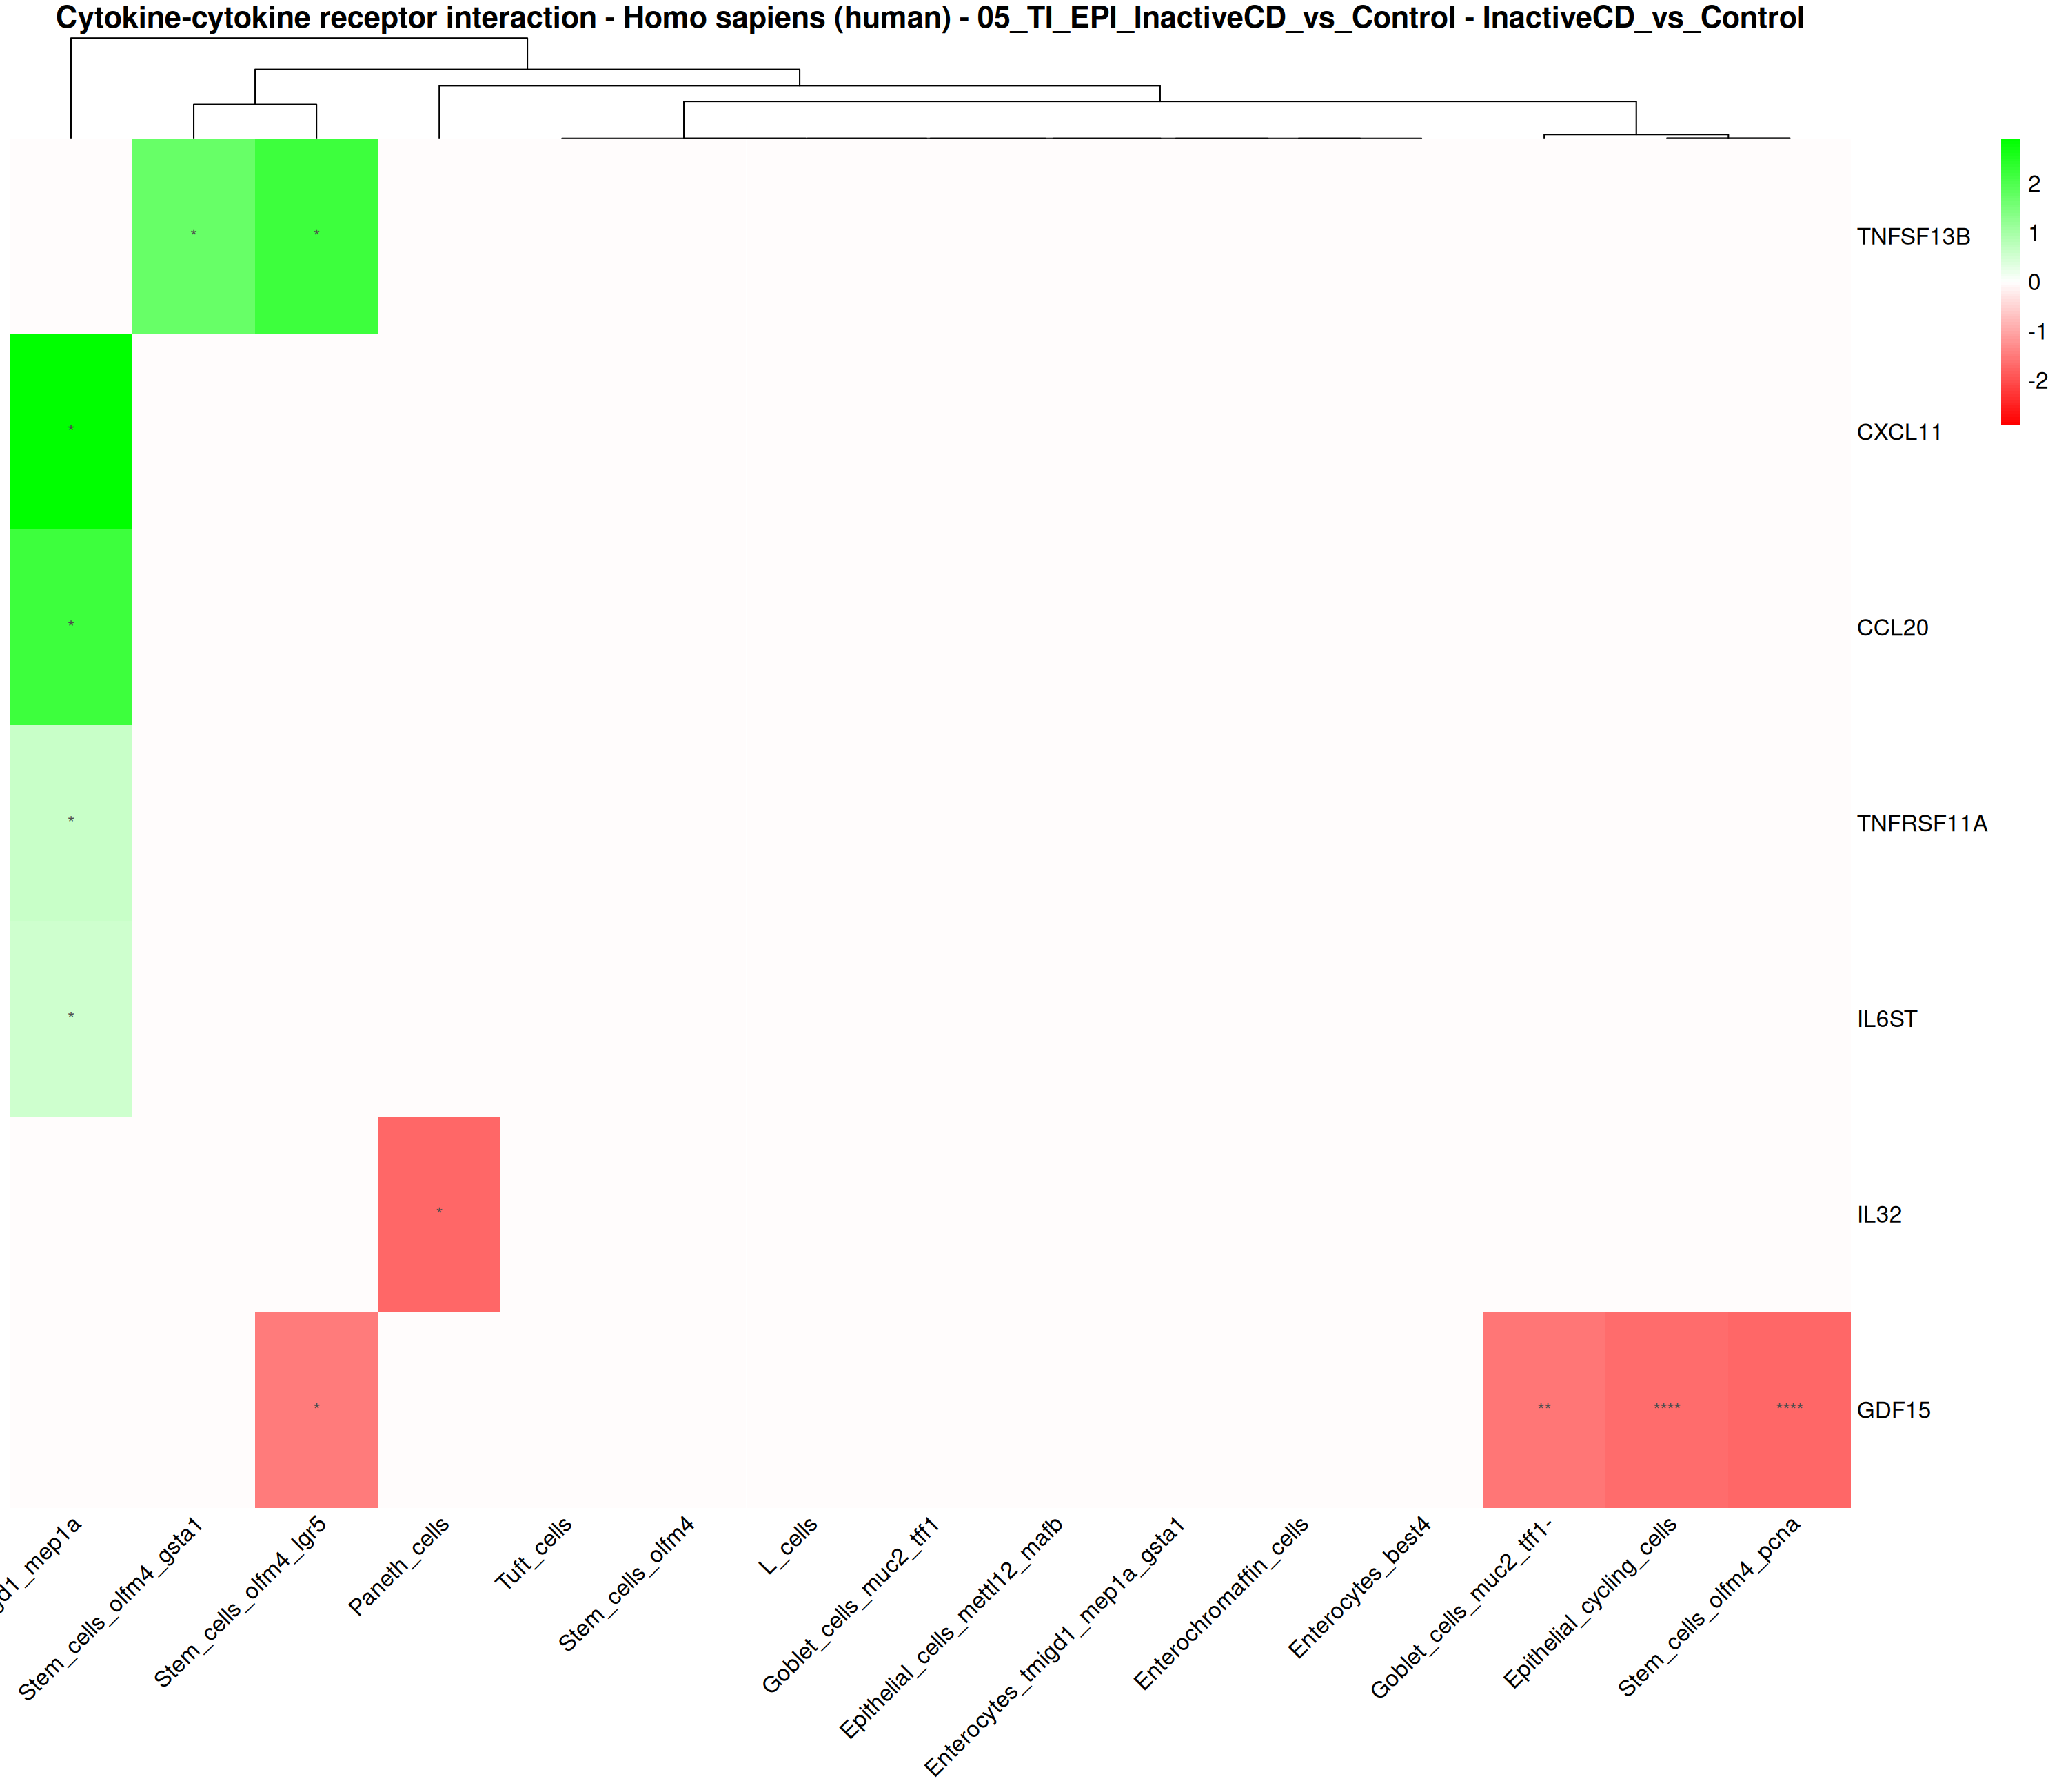 Cytokine-cytokine receptor interaction - Homo sapiens (human) - 05_TI_EPI_InactiveCD_vs_Control - InactiveCD_vs_Control
2
1
0
-1
-2
* * TNFSF13B
* CXCL11
* CCL20
* TNFRSF11A
* IL6ST
* IL32
* ** **** **** GDF15
d1_mep1a
Stem_cells_olfm4_gsta1
Stem_cells_olfm4_lgr5
Paneth_cells
Tuft_cells
Stem_cells_olfm4
L_cells
Goblet_cells_muc2_tff1
Epithelial_cells_mettl12_mafb
Enterocytes_tmigd1_mep1a_gsta1
Enterochromaffin_cells
Enterocytes_best4
Goblet_cells_muc2_tff1-
Epithelial_cycling_cells
Stem_cells_olfm4_pcna